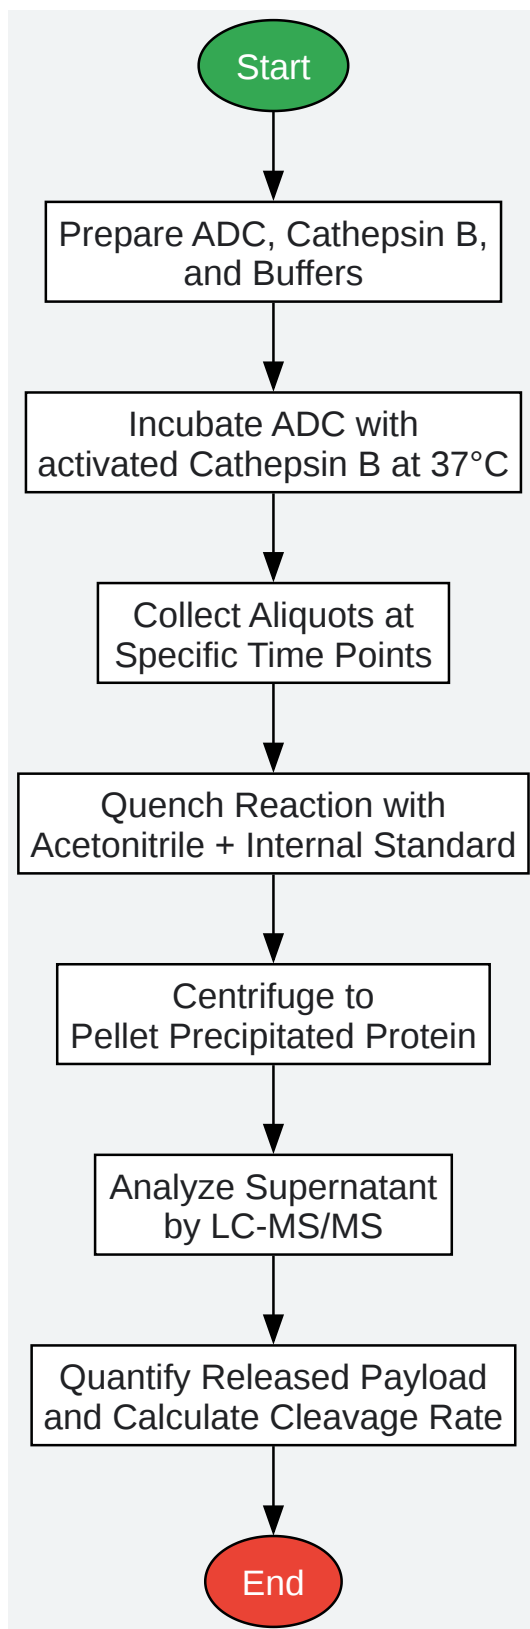 Start
Prepare ADC, Cathepsin B,
and Buffers
Incubate ADC with
activated Cathepsin B at 37°C
Collect Aliquots at
Specific Time Points
Quench Reaction with
Acetonitrile + Internal Standard
Centrifuge to
Pellet Precipitated Protein
Analyze Supernatant
by LC-MS/MS
Quantify Released Payload
and Calculate Cleavage Rate
End